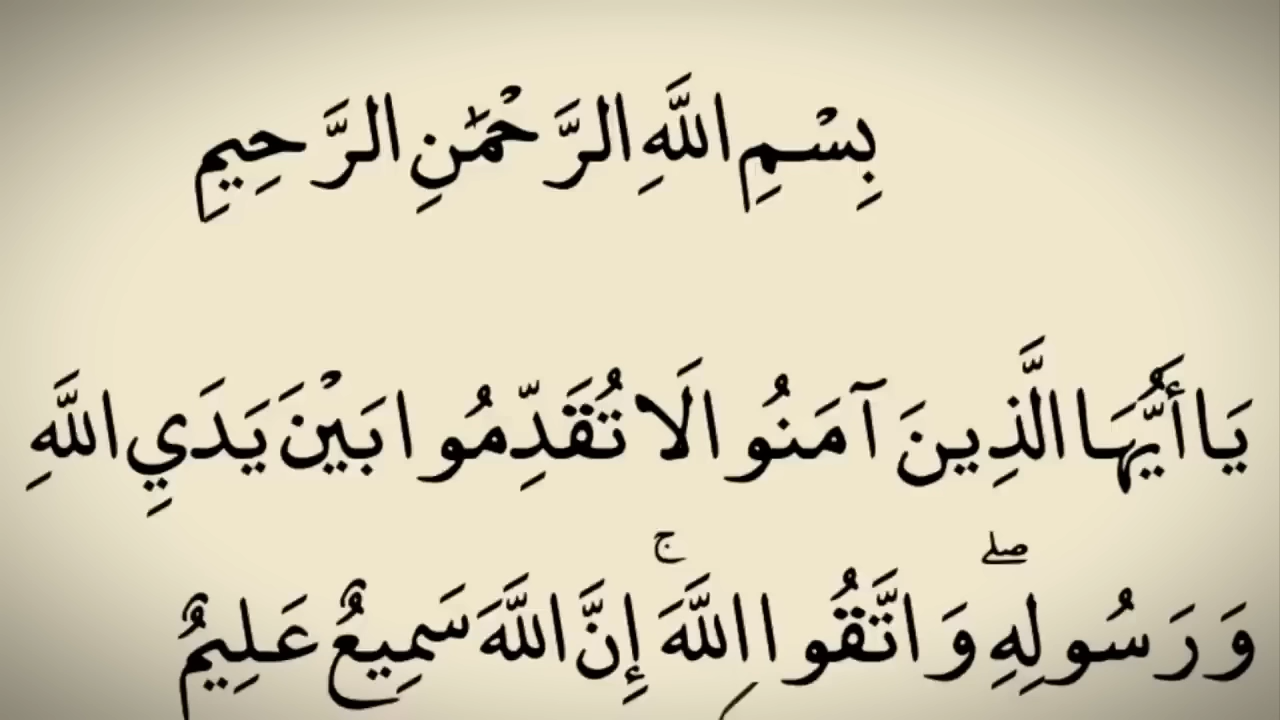 بِسْمِ اللَّهِ الرَّحْمَٰنِ الرَّحِيمِ
يَا أَيُّهَا الَّذِينَ آمَنُوا لَا تُقَدِّمُوا بَيْنَ يَدَيِ اللَّهِ
وَرَسُولِهِ ۖ وَاتَّقُوا اللَّهَ ۚ إِنَّ اللَّهَ سَمِيعٌ عَلِيمٌ